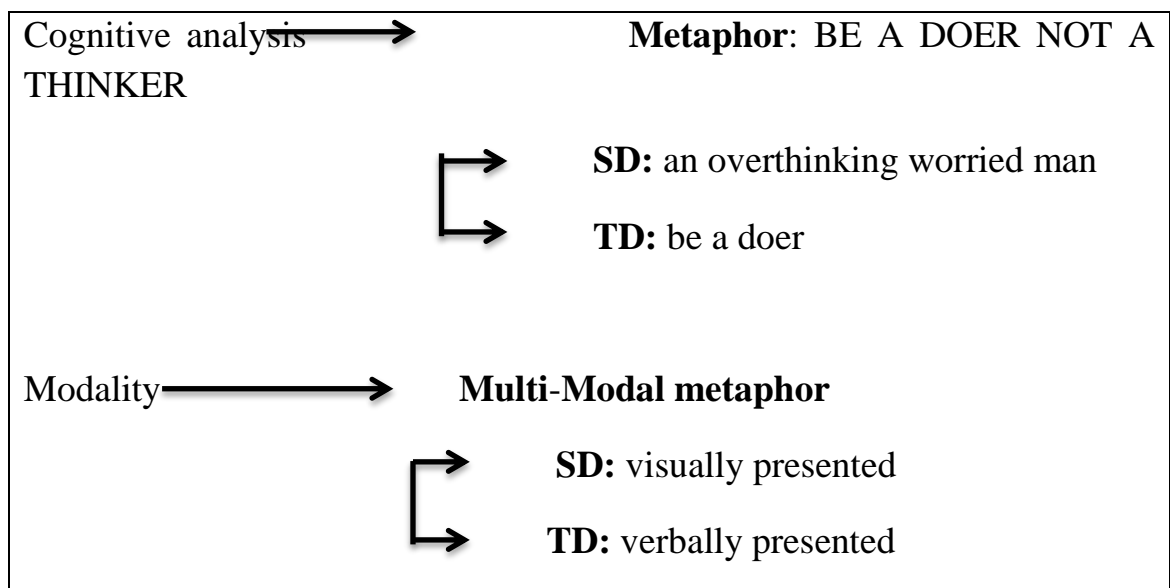 Cognitive analysis Metaphor: BE A DOER NOT A
THINKER
SD: an overthinking worried man
TD: be a doer
Modality Multi-Modal metaphor
SD: visually presented
TD: verbally presented